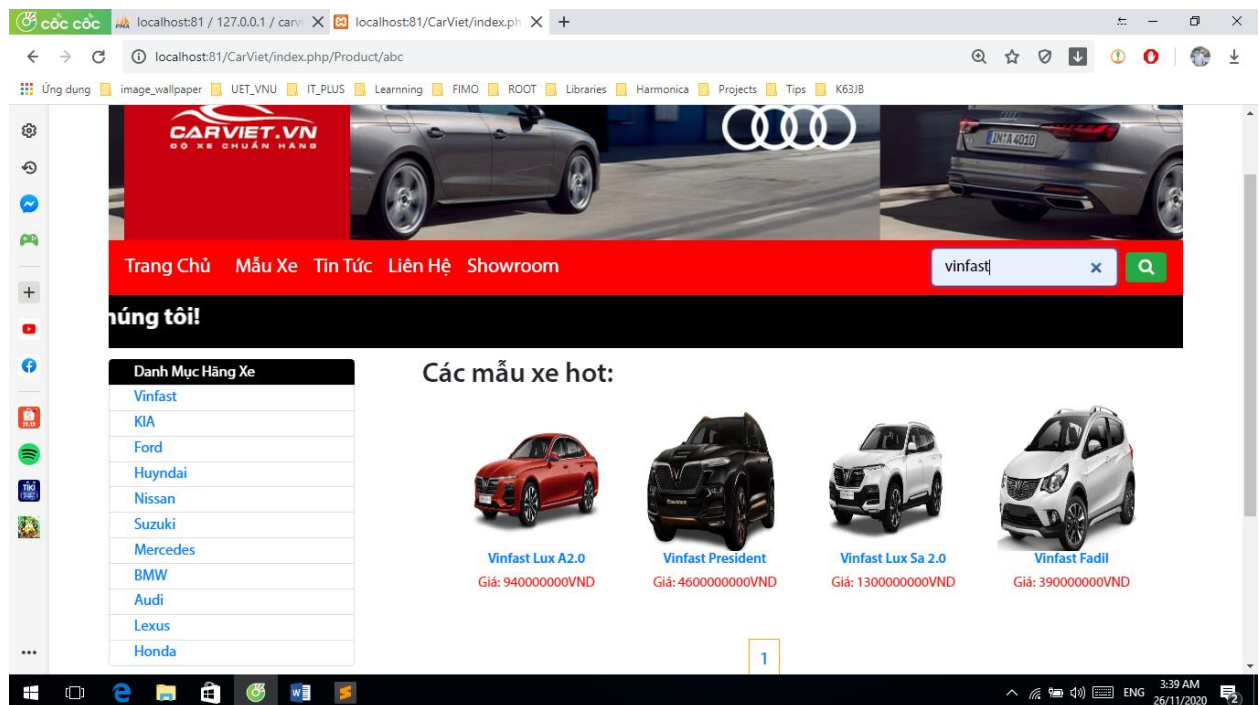 cốc cốc
localhost:81 / 127.0.0.1 / carvi
localhost:81/CarViet/index.ph
localhost:81/CarViet/index.php/Product/abc
Ứng dụng image_wallpaper UET_VNU IT_PLUS Learnning FIMO ROOT Libraries Harmonica Projects Tips K63JB
CARVIET.VN
ĐỘ XE CHUẨN HÃNG
IN:A 4010
Trang Chủ Mẫu Xe Tin Tức Liên Hệ Showroom
vinfast
húng tôi!
Danh Mục Hãng Xe
Vinfast
KIA
Ford
Huyndai
Nissan
Suzuki
Mercedes
BMW
Audi
Lexus
Honda
Các mẫu xe hot:
Vinfast Lux A2.0
Giá: 940000000VND
Vinfast President
Giá: 4600000000VND
Vinfast Lux Sa 2.0
Giá: 1300000000VND
Vinfast Fadil
Giá: 390000000VND
1
TIKI
ENG
3:39 AM
26/11/2020
2